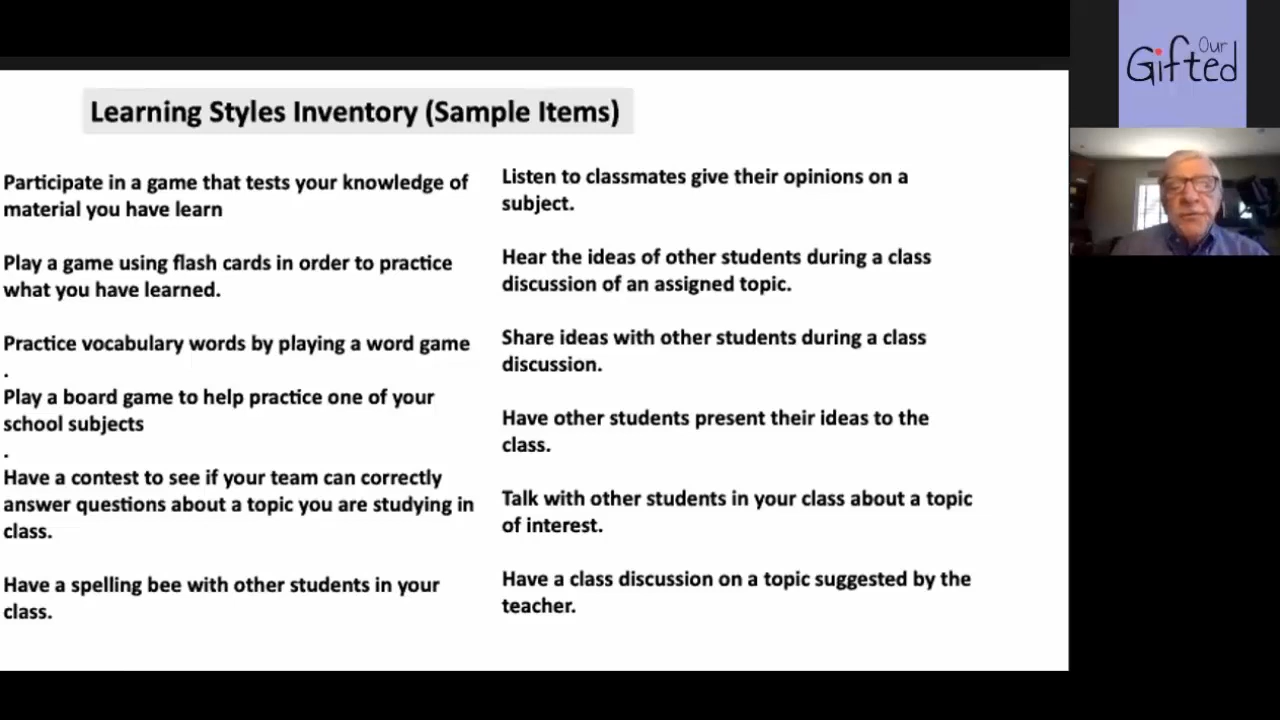 Learning Styles Inventory (Sample Items)
Participate in a game that tests your knowledge of
material you have learn
Play a game using flash cards in order to practice
what you have learned.
Practice vocabulary words by playing a word game
.
Play a board game to help practice one of your
school subjects
.
Have a contest to see if your team can correctly
answer questions about a topic you are studying in
class.
Have a spelling bee with other students in your
class.
Listen to classmates give their opinions on a
subject.
Hear the ideas of other students during a class
discussion of an assigned topic.
Share ideas with other students during a class
discussion.
Have other students present their ideas to the
class.
Talk with other students in your class about a topic
of interest.
Have a class discussion on a topic suggested by the
teacher.
Our
Gifted